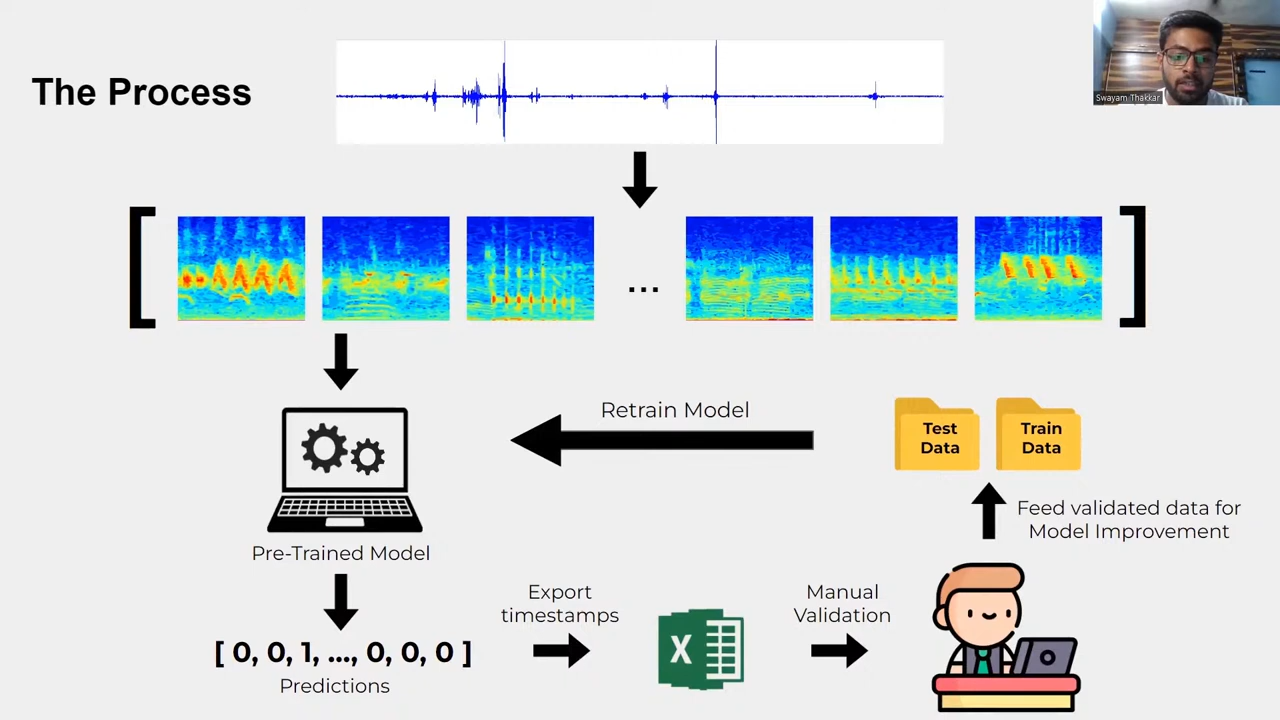 The Process
Swayam Thakkar
[ ... ]
Retrain Model
Test
Data
Train
Data
Feed validated data for
Model Improvement
Pre-Trained Model
Export
timestamps
Manual
Validation
X
[ 0, 0, 1, ..., 0, 0, 0 ]
Predictions